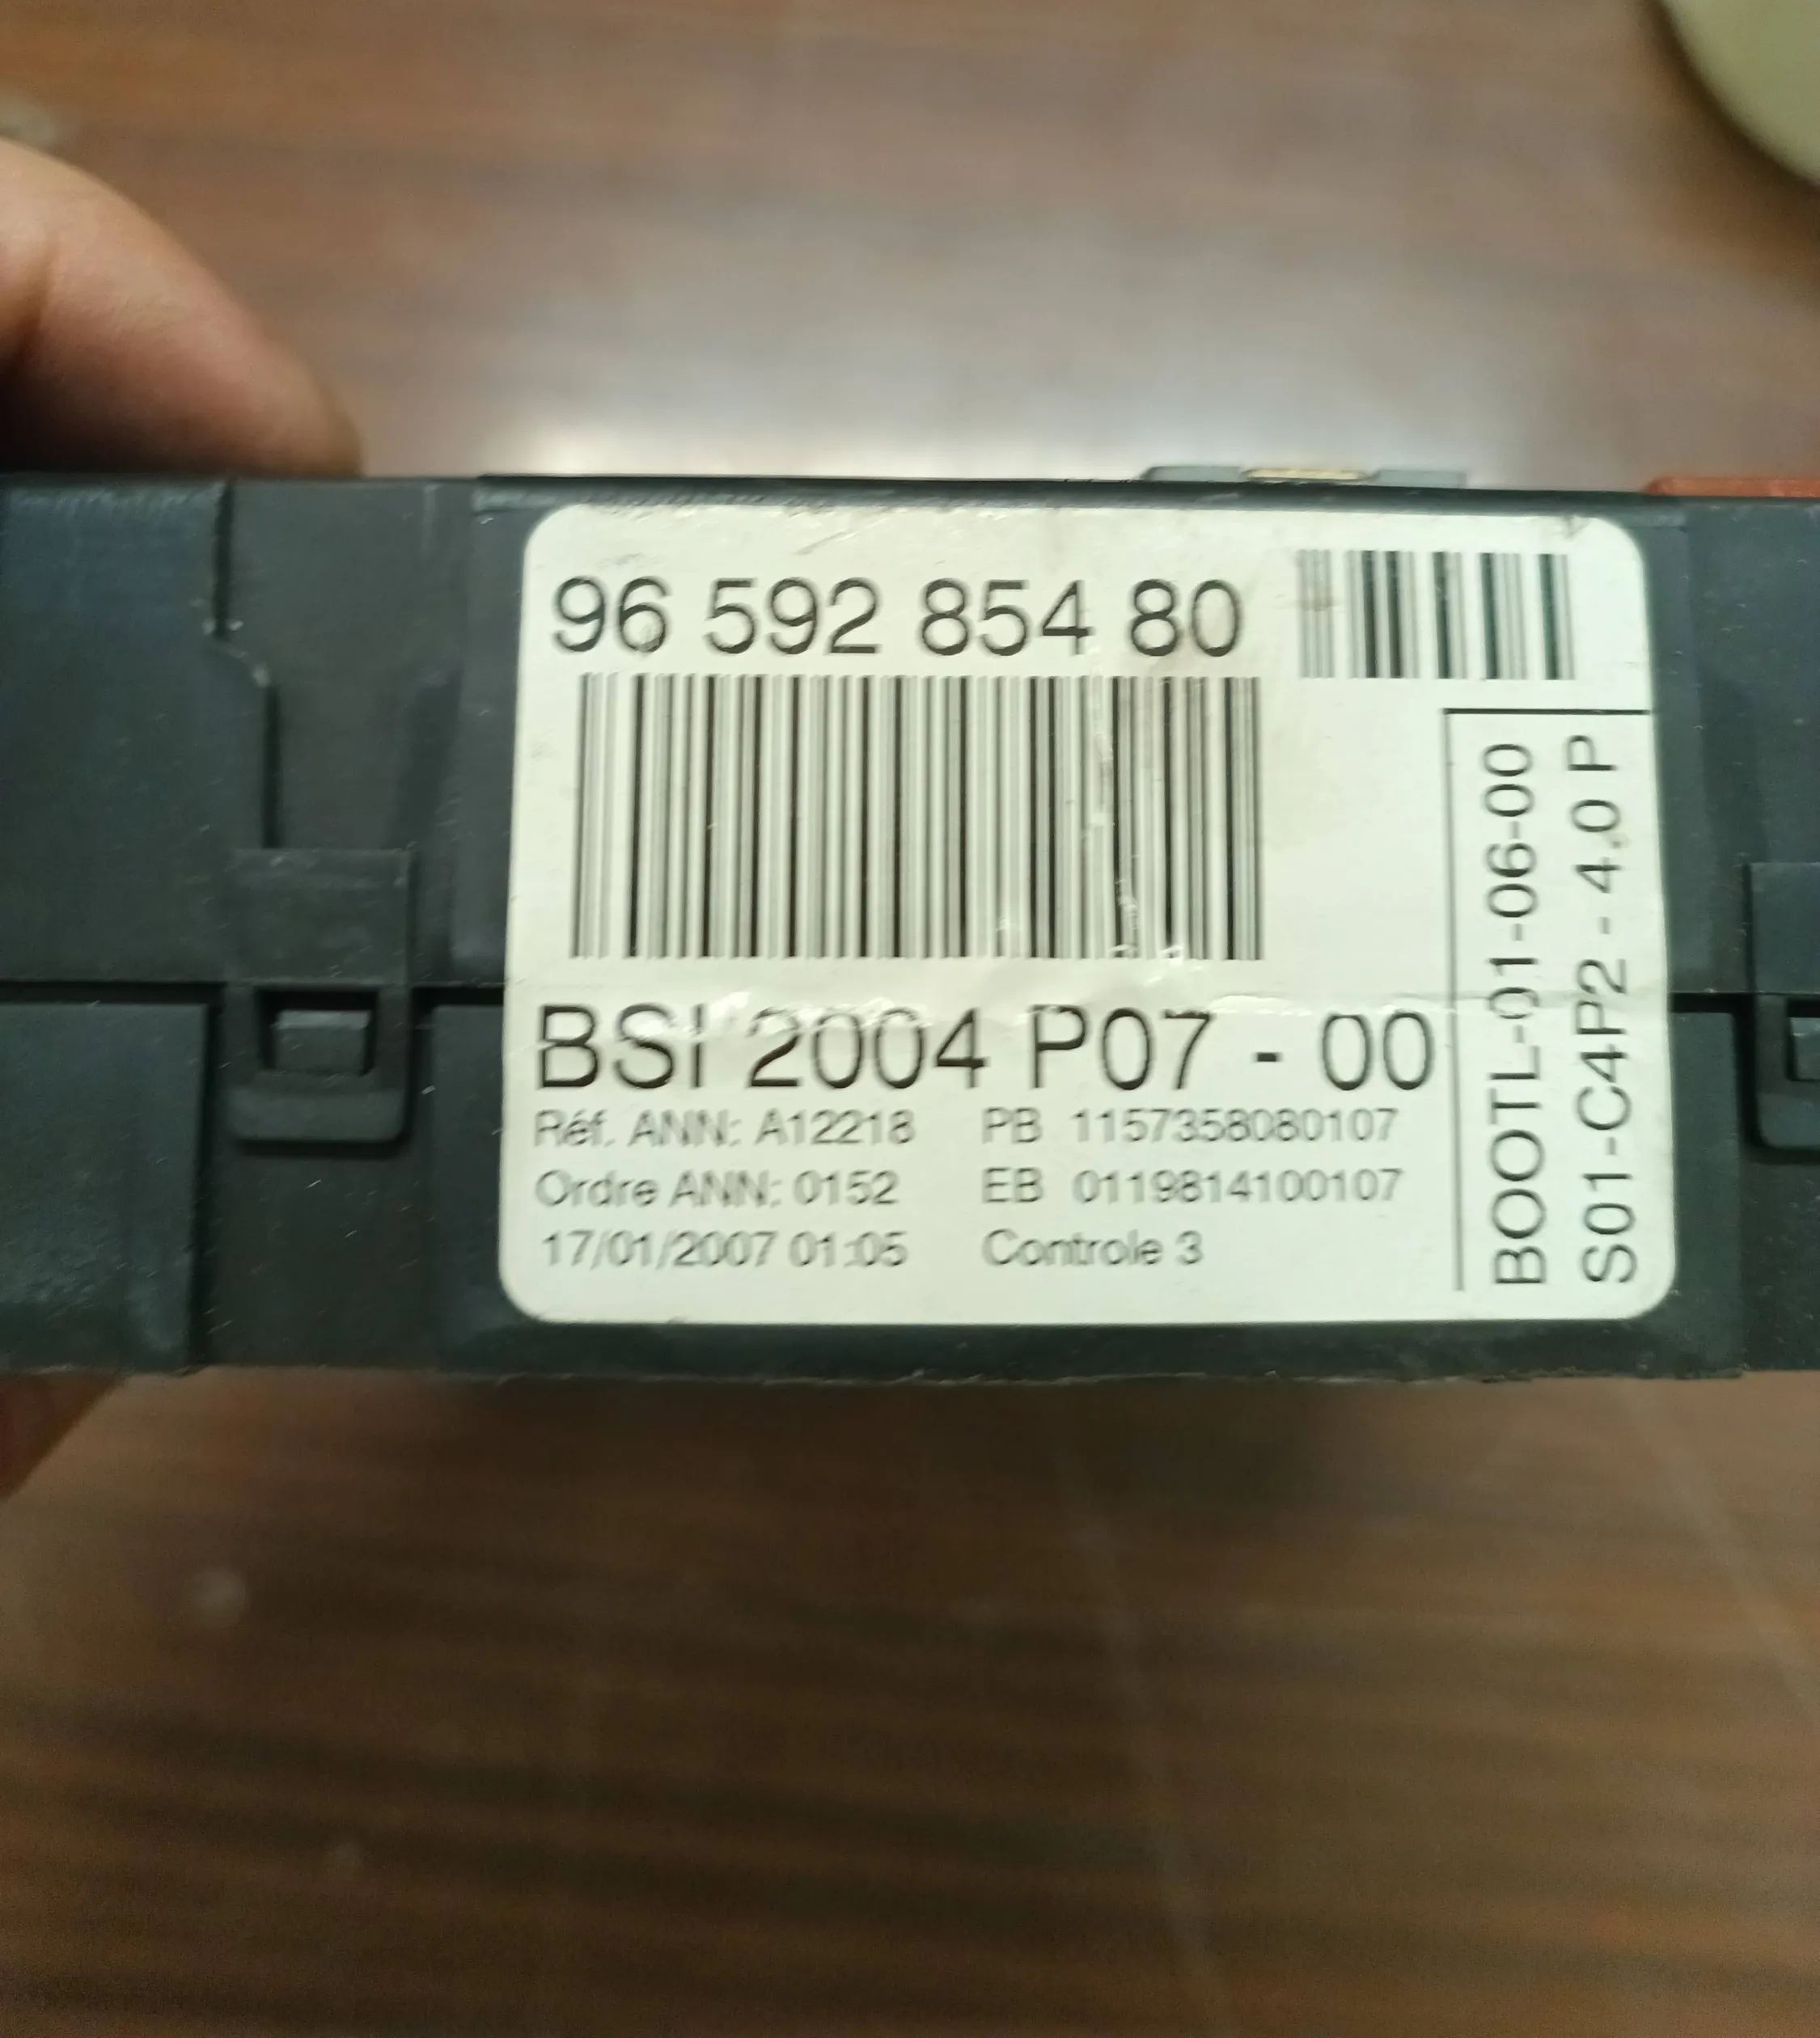 96 592 854 80
BSI 2004 P07 - 00
Réf. ANN: A12218 PB 1157358080107
Ordre ANN: 0152 EB 0119814100107
17/01/2007 01:05 Controle 3
BOOTL-01-06-00
S01-C4P2 - 4.0 P